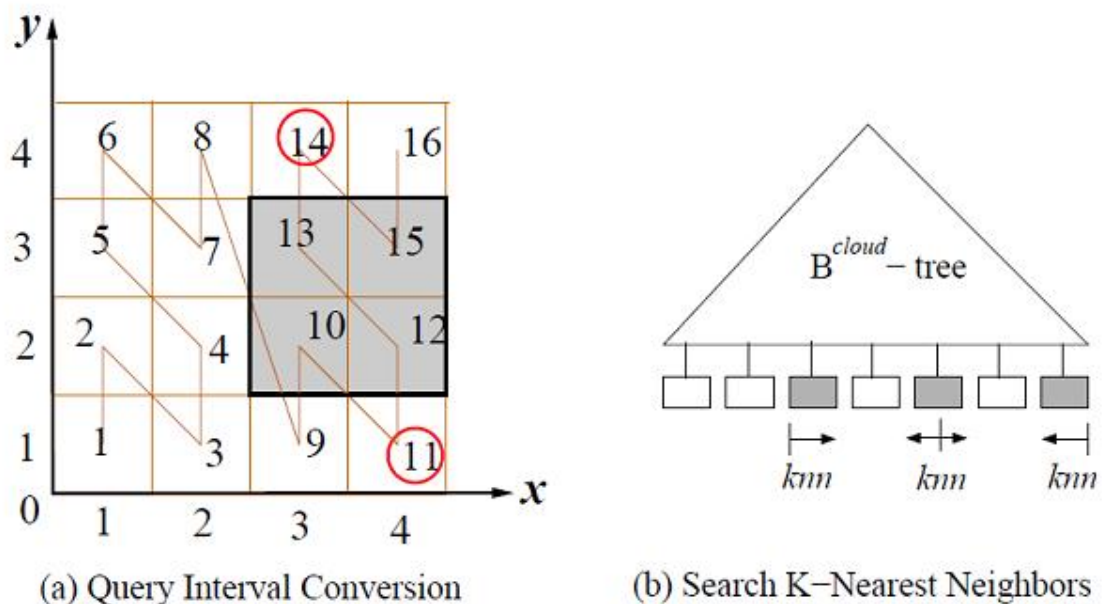 y
4 6 8 14 16
3 5 7 13 15
2 2 4 10 12
1 1 3 9 11
0 x
1 2 3 4
(a) Query Interval Conversion
B^cloud − tree
knn knn knn
(b) Search K−Nearest Neighbors